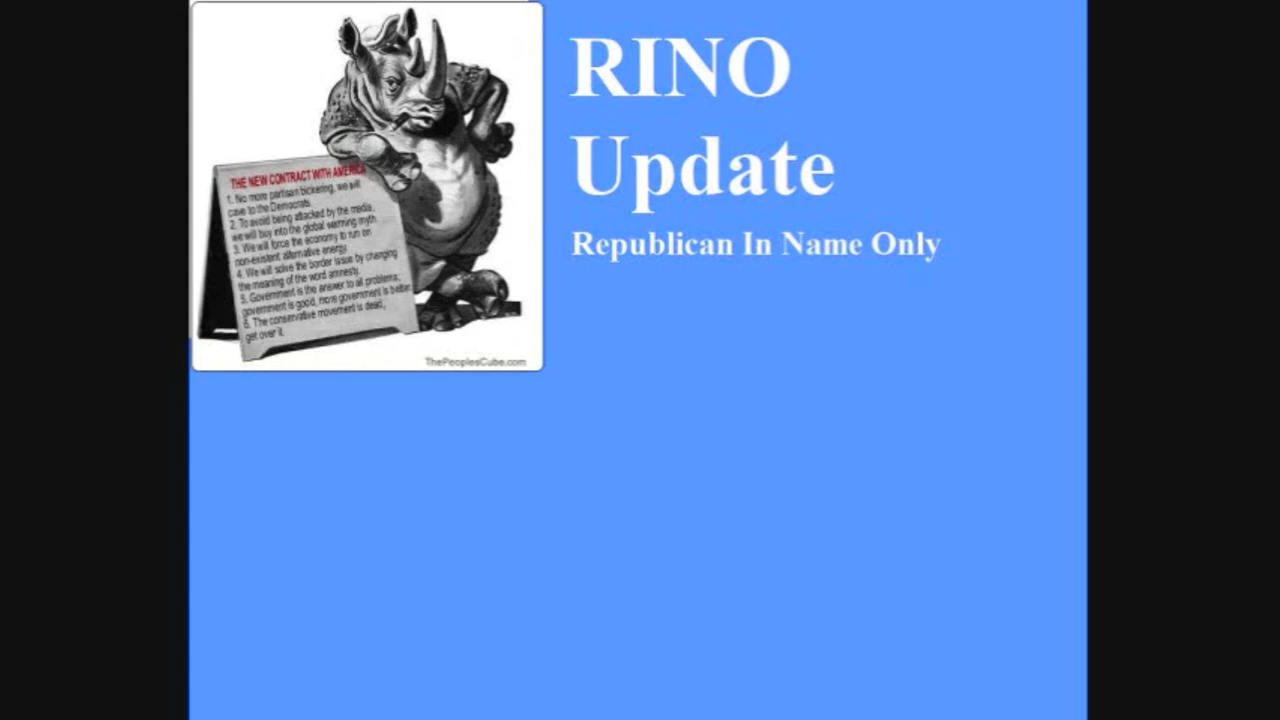 THE NEW CONTRACT WITH AMERICA
1. No more partisan bickering, we will
cave to the Democrats.
2. To avoid being attacked by the media,
we will buy into the global warming myth.
3. We will force the economy to run on
non-existent alternative energy.
4. We will solve the border issue by changing
the meaning of the word amnesty.
5. Government is the answer to all problems;
government is good, more government is better.
6. The conservative movement is dead,
get over it.
ThePeoplesCube.com
RINO
Update
Republican In Name Only